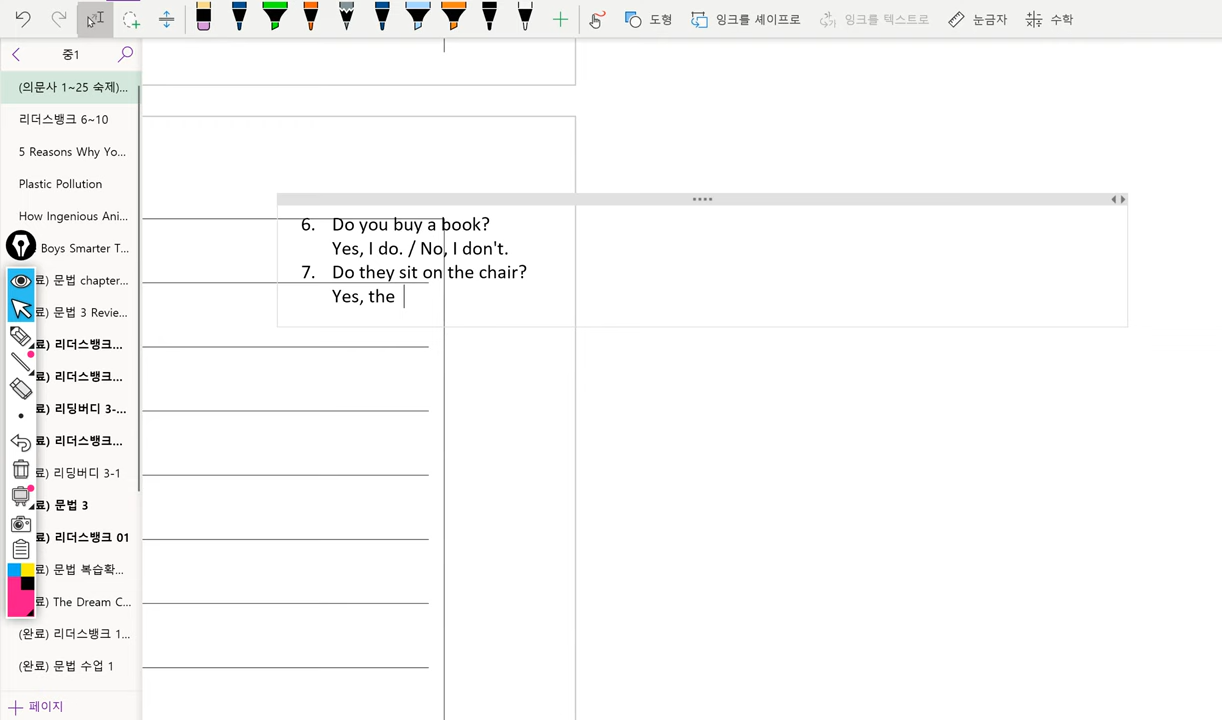 도형
잉크를 셰이프로
잉크를 텍스트로
눈금자
수학
중1
(의문사 1~25 숙제)...
리더스뱅크 6~10
5 Reasons Why Yo...
Plastic Pollution
How Ingenious Ani...
Boys Smarter T...
료) 문법 chapter...
료) 문법 3 Revie...
료) 리더스뱅크...
료) 리더스뱅크...
료) 리딩버디 3-...
료) 리더스뱅크...
료) 리딩버디 3-1
료) 문법 3
료) 리더스뱅크 01
료) 문법 복습확...
료) The Dream C...
(완료) 리더스뱅크 1...
(완료) 문법 수업 1
페이지
6. Do you buy a book?
Yes, I do. / No, I don't.
7. Do they sit on the chair?
Yes, the